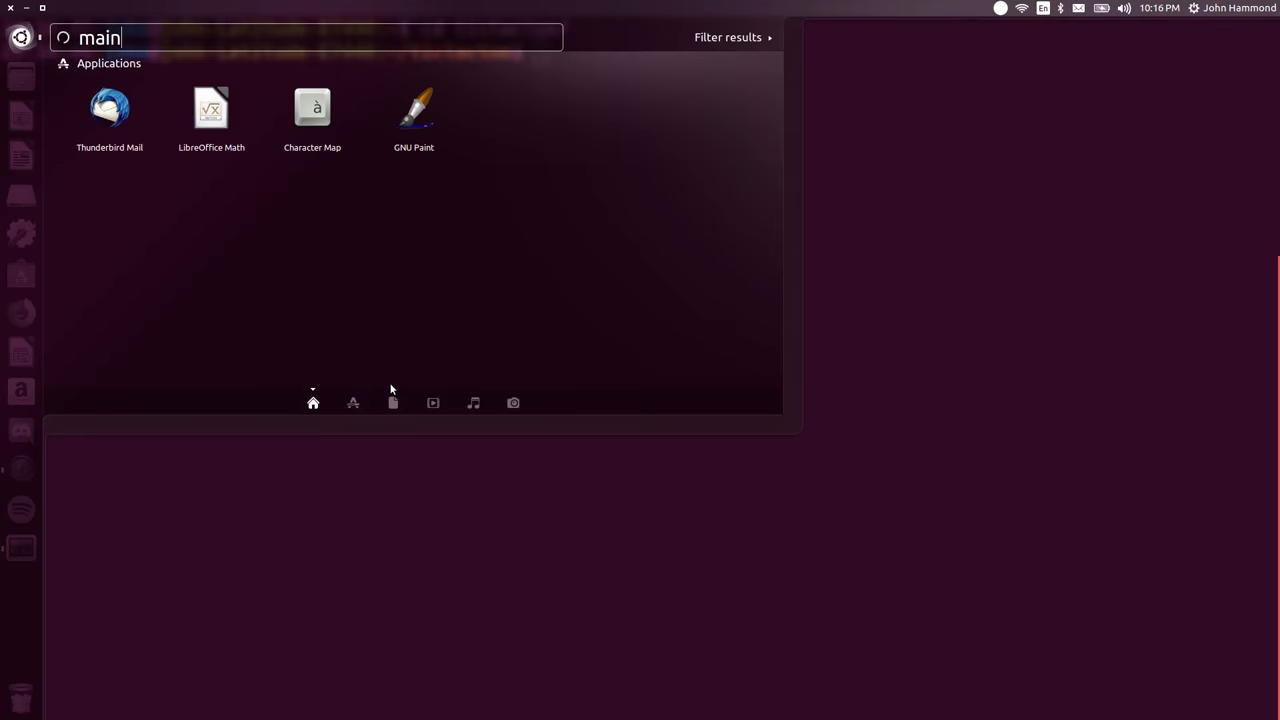 En
10:16 PM
John Hammond
main
Filter results
Applications
Thunderbird Mail
LibreOffice Math
Character Map
GNU Paint